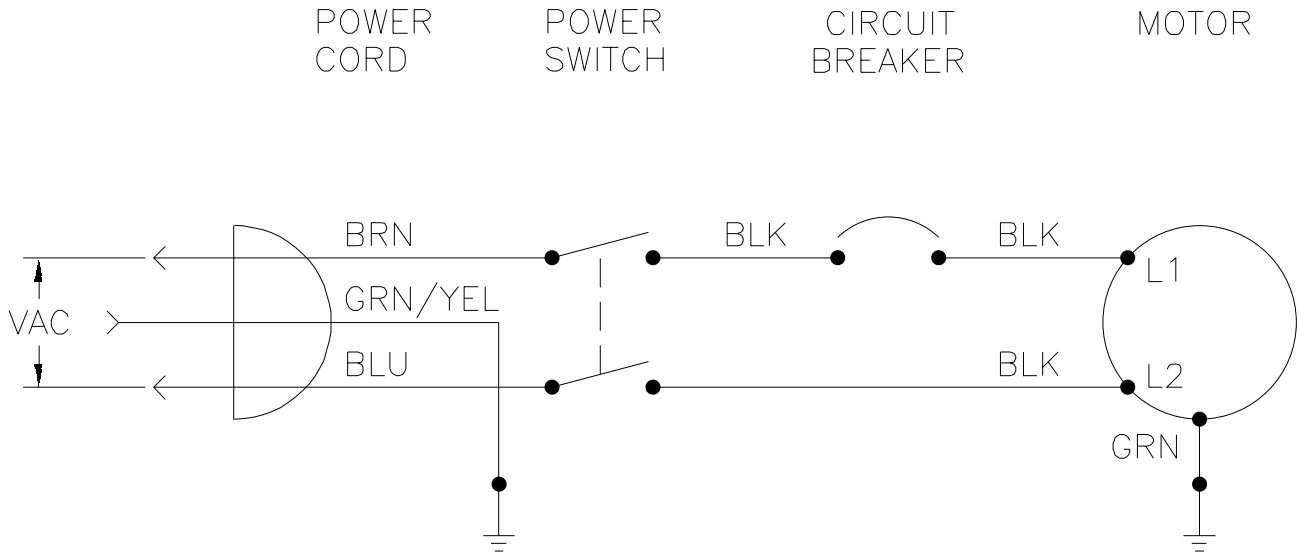 POWER
CORD
POWER
SWITCH
CIRCUIT
BREAKER
MOTOR
BRN
BLK
BLK
L1
GRN/YEL
VAC
BLU
BLK
L2
GRN